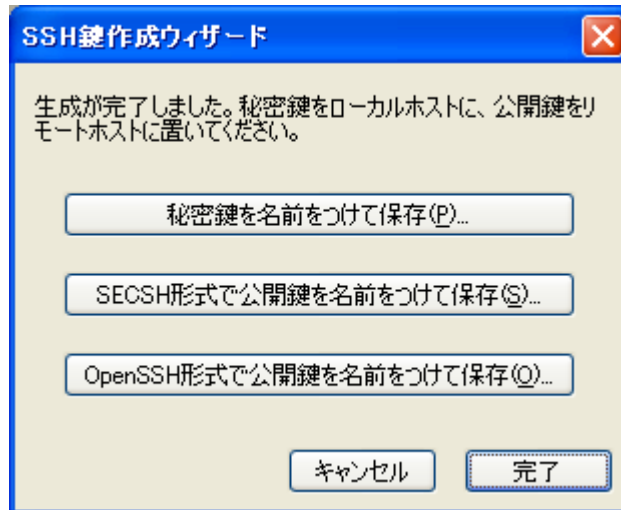 SSH鍵作成ウィザード
生成が完了しました。秘密鍵をローカルホストに、公開鍵をリ
モートホストに置いてください。
秘密鍵を名前をつけて保存(P)...
SECSH形式で公開鍵を名前をつけて保存(S)...
OpenSSH形式で公開鍵を名前をつけて保存(O)...
キャンセル
完了